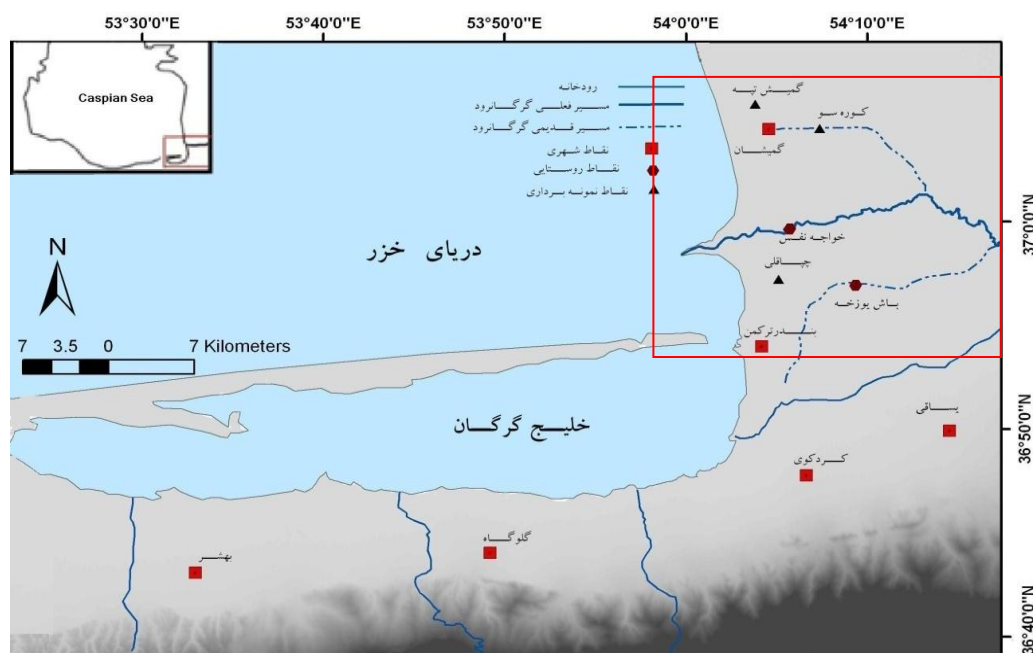 53°30'0"E 53°40'0"E 53°50'0"E 54°0'0"E 54°10'0"E
Caspian Sea
رودخانه
مسیر فعلی گرگانرود
مسیر قدیمی گرگانرود
نقاط شهری
نقاط روستایی
نقاط نمونه برداری
گمیش تپه
کوره سو
گمیشان
37°0'0"N
خواجه نفس
دریای خزر
N
چپاقلی
باش یوزخه
بندرترکمن
7 3.5 0 7 Kilometers
خلیج گرگان
یساقی
36°50'0"N
کردکوی
گلوگاه
بهشر
36°40'0"N